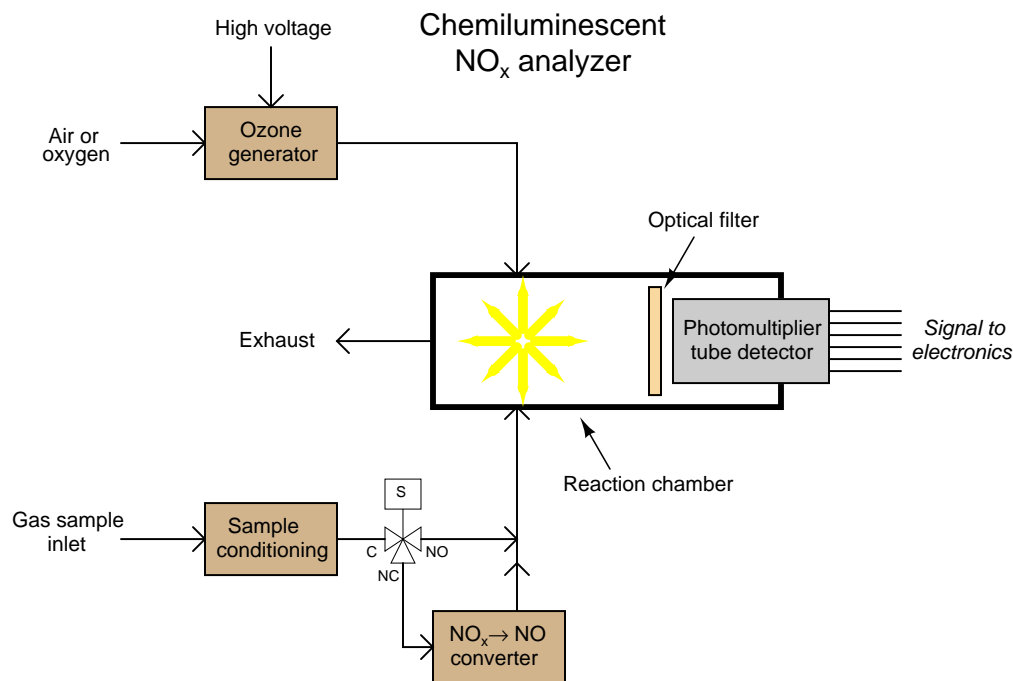 Chemiluminescent
NOₓ analyzer
High voltage
Air or
oxygen
Ozone
generator
Optical filter
Exhaust
Photomultiplier
tube detector
Signal to
electronics
Reaction chamber
Gas sample
inlet
Sample
conditioning
S
C
NO
NC
NOₓ→ NO
converter